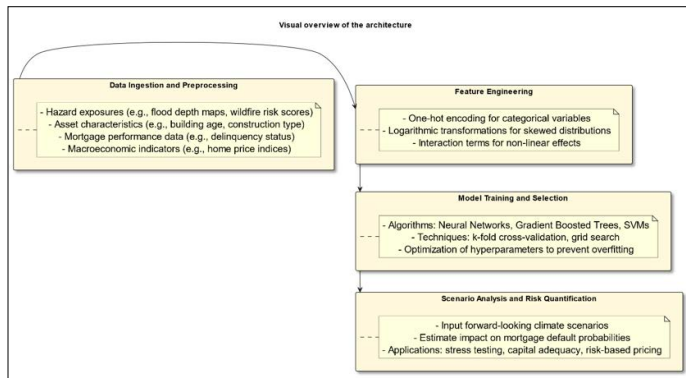 Visual overview of the architecture
Data Ingestion and Preprocessing
- Hazard exposures (e.g., flood depth maps, wildfire risk scores)
- Asset characteristics (e.g., building age, construction type)
- Mortgage performance data (e.g., delinquency status)
- Macroeconomic indicators (e.g., home price indices)
Feature Engineering
- One-hot encoding for categorical variables
- Logarithmic transformations for skewed distributions
- Interaction terms for non-linear effects
Model Training and Selection
- Algorithms: Neural Networks, Gradient Boosted Trees, SVMs
- Techniques: k-fold cross-validation, grid search
- Optimization of hyperparameters to prevent overfitting
Scenario Analysis and Risk Quantification
- Input forward-looking climate scenarios
- Estimate impact on mortgage default probabilities
- Applications: stress testing, capital adequacy, risk-based pricing